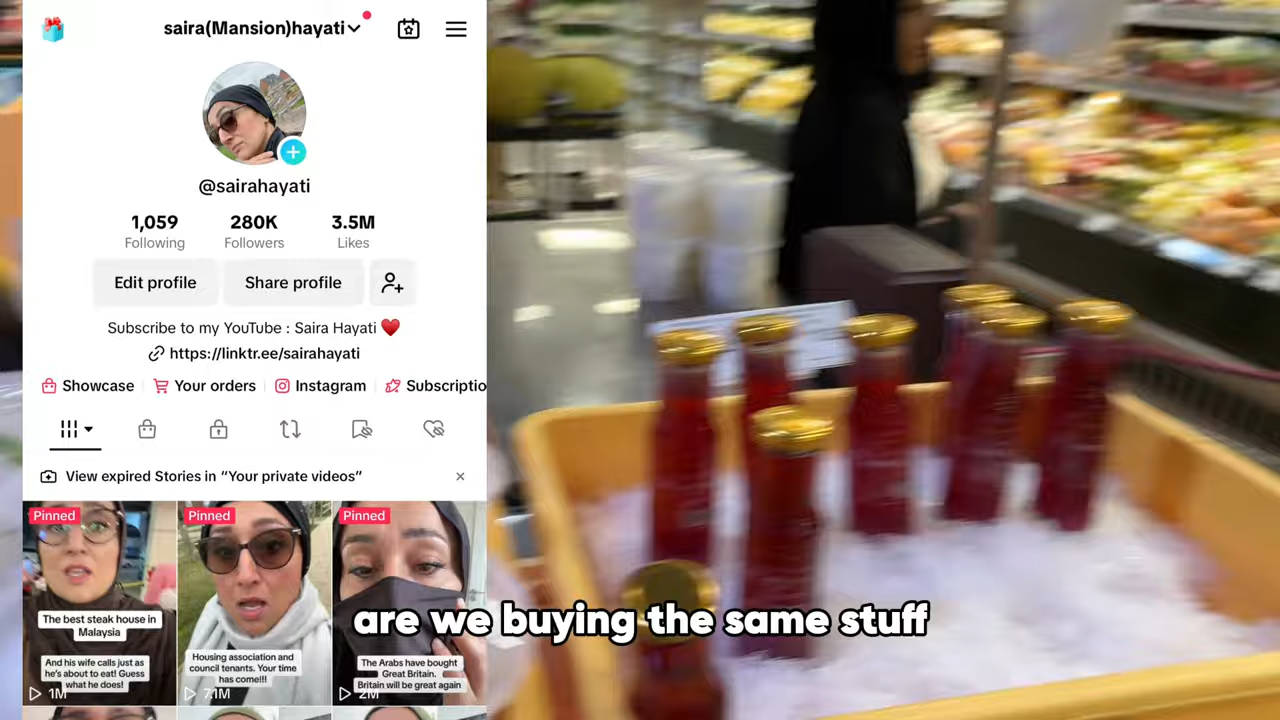 saira(Mansion)hayati
@sairahayati
1,059 280K 3.5M
Following Followers Likes
Edit profile Share profile
Subscribe to my YouTube : Saira Hayati ❤️
https://linktr.ee/sairahayati
Showcase Your orders Instagram Subscriptio
View expired Stories in “Your private videos”
Pinned Pinned Pinned
The best steak house in
Malaysia
And his wife calls just as
he's about to eat! Guess
what he does!
1M
Housing association and
council tenants. Your time
has come!!!
7.1M
The Arabs have bought
Great Britain.
Britain will be great again
2M
are we buying the same stuff